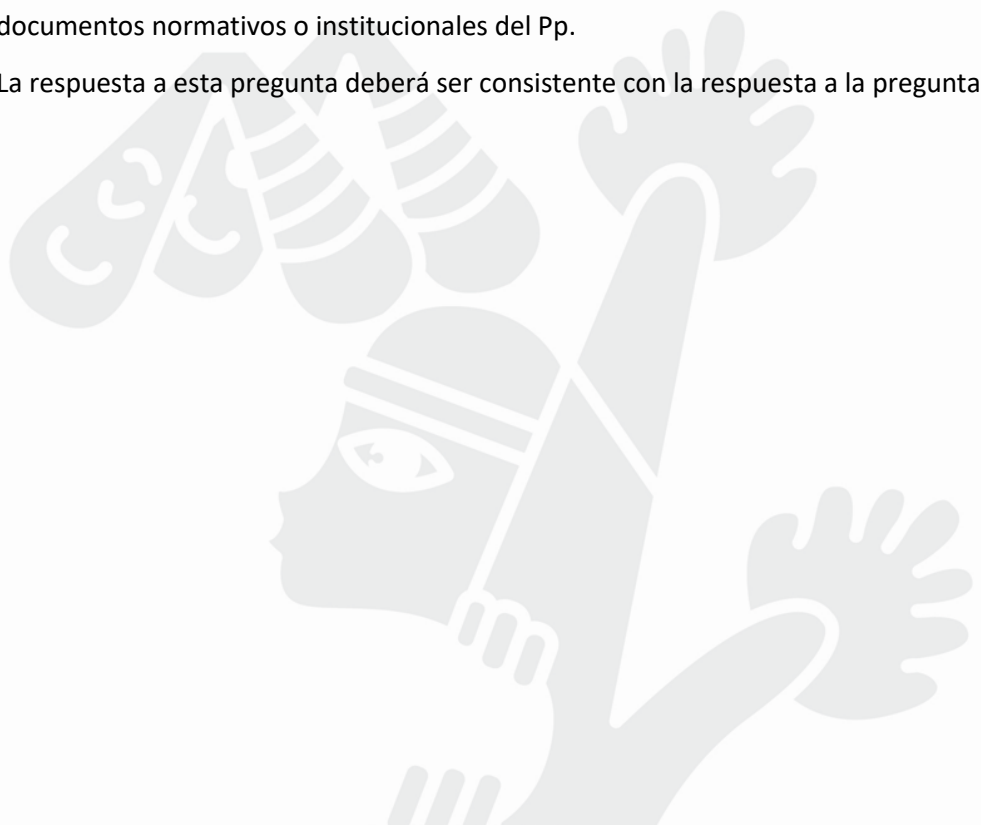 documentos normativos o institucionales del Pp.
La respuesta a esta pregunta deberá ser consistente con la respuesta a la pregunta